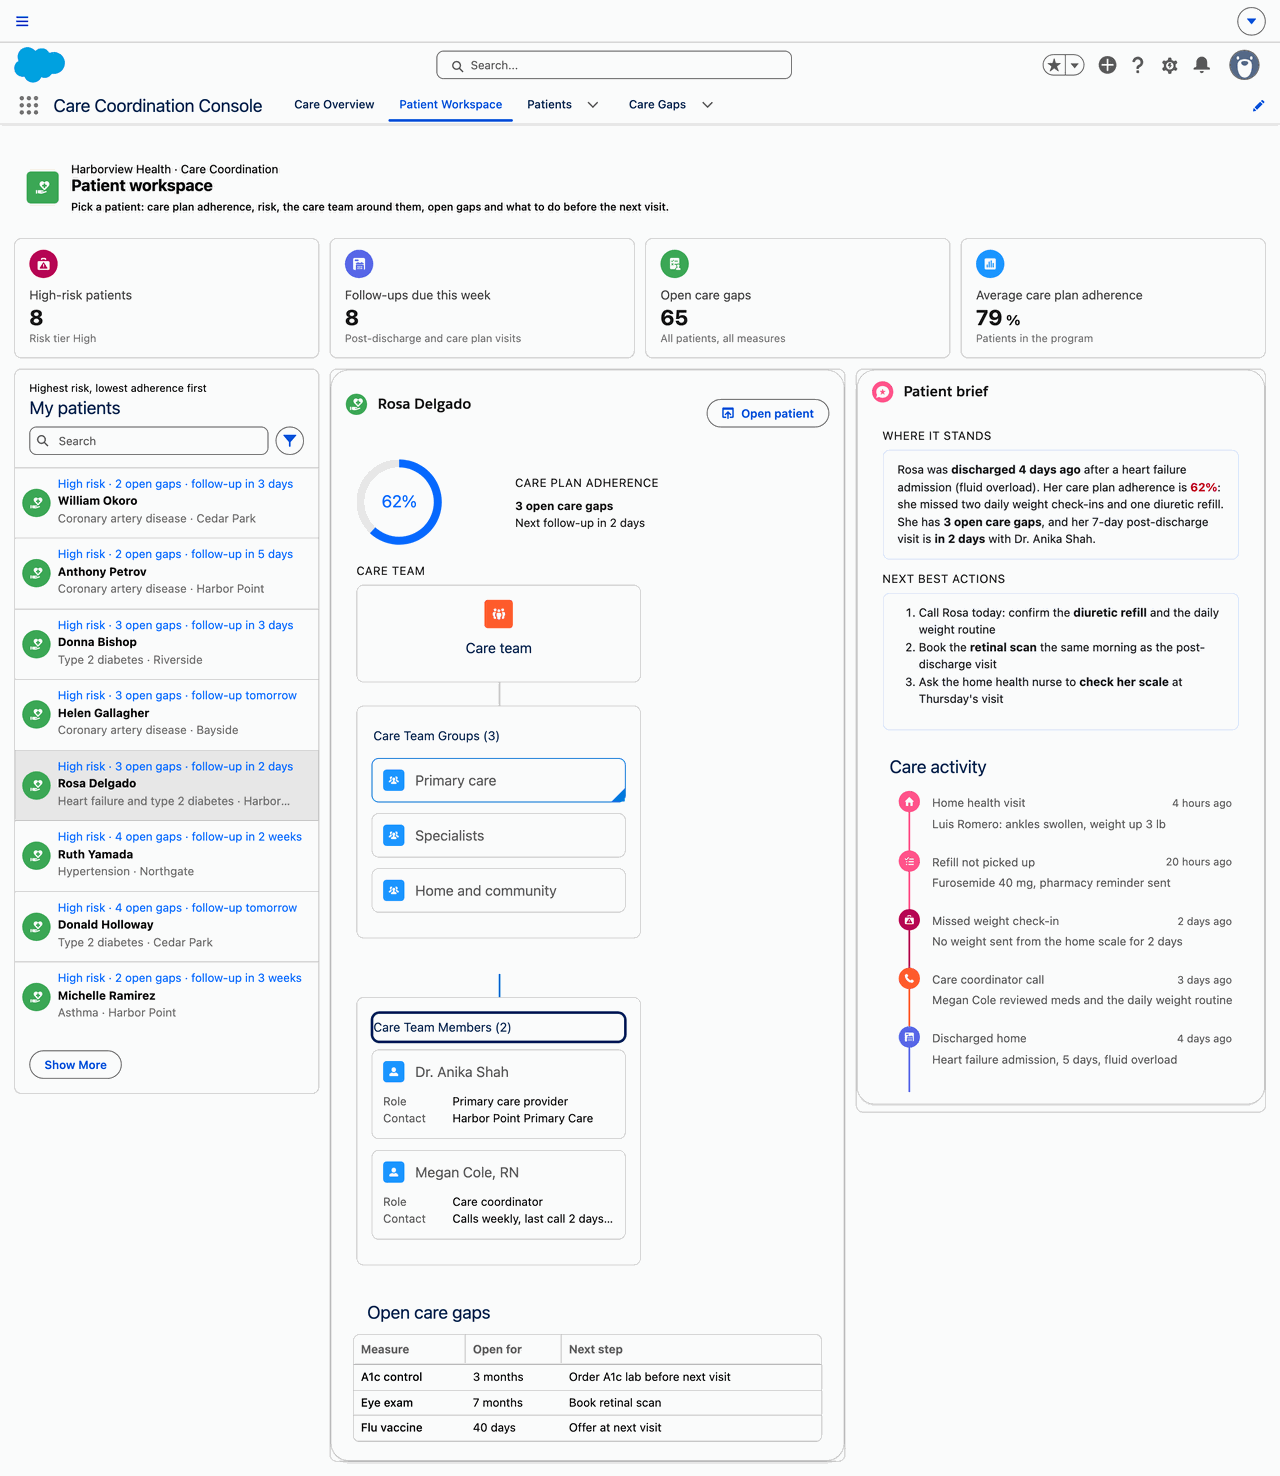 Search...
Care Coordination Console
Care Overview
Patient Workspace
Patients
Care Gaps
Harborview Health · Care Coordination
Patient workspace
Pick a patient: care plan adherence, risk, the care team around them, open gaps and what to do before the next visit.
High-risk patients
8
Risk tier High
Follow-ups due this week
8
Post-discharge and care plan visits
Open care gaps
65
All patients, all measures
Average care plan adherence
79 %
Patients in the program
Highest risk, lowest adherence first
My patients
Search
High risk · 2 open gaps · follow-up in 3 days
William Okoro
Coronary artery disease · Cedar Park
High risk · 2 open gaps · follow-up in 5 days
Anthony Petrov
Coronary artery disease · Harbor Point
High risk · 3 open gaps · follow-up in 3 days
Donna Bishop
Type 2 diabetes · Riverside
High risk · 3 open gaps · follow-up tomorrow
Helen Gallagher
Coronary artery disease · Bayside
High risk · 3 open gaps · follow-up in 2 days
Rosa Delgado
Heart failure and type 2 diabetes · Harbor...
High risk · 4 open gaps · follow-up in 2 weeks
Ruth Yamada
Hypertension · Northgate
High risk · 4 open gaps · follow-up tomorrow
Donald Holloway
Type 2 diabetes · Cedar Park
High risk · 2 open gaps · follow-up in 3 weeks
Michelle Ramirez
Asthma · Harbor Point
Show More
Rosa Delgado
Open patient
62%
CARE PLAN ADHERENCE
3 open care gaps
Next follow-up in 2 days
CARE TEAM
Care team
Care Team Groups (3)
Primary care
Specialists
Home and community
Care Team Members (2)
Dr. Anika Shah
Role Primary care provider
Contact Harbor Point Primary Care
Megan Cole, RN
Role Care coordinator
Contact Calls weekly, last call 2 days...
Open care gaps
Measure Open for Next step
A1c control 3 months Order A1c lab before next visit
Eye exam 7 months Book retinal scan
Flu vaccine 40 days Offer at next visit
Patient brief
WHERE IT STANDS
Rosa was discharged 4 days ago after a heart failure
admission (fluid overload). Her care plan adherence is 62%:
she missed two daily weight check-ins and one diuretic refill.
She has 3 open care gaps, and her 7-day post-discharge
visit is in 2 days with Dr. Anika Shah.
NEXT BEST ACTIONS
1. Call Rosa today: confirm the diuretic refill and the daily
weight routine
2. Book the retinal scan the same morning as the post-
discharge visit
3. Ask the home health nurse to check her scale at
Thursday's visit
Care activity
Home health visit 4 hours ago
Luis Romero: ankles swollen, weight up 3 lb
Refill not picked up 20 hours ago
Furosemide 40 mg, pharmacy reminder sent
Missed weight check-in 2 days ago
No weight sent from the home scale for 2 days
Care coordinator call 3 days ago
Megan Cole reviewed meds and the daily weight routine
Discharged home 4 days ago
Heart failure admission, 5 days, fluid overload